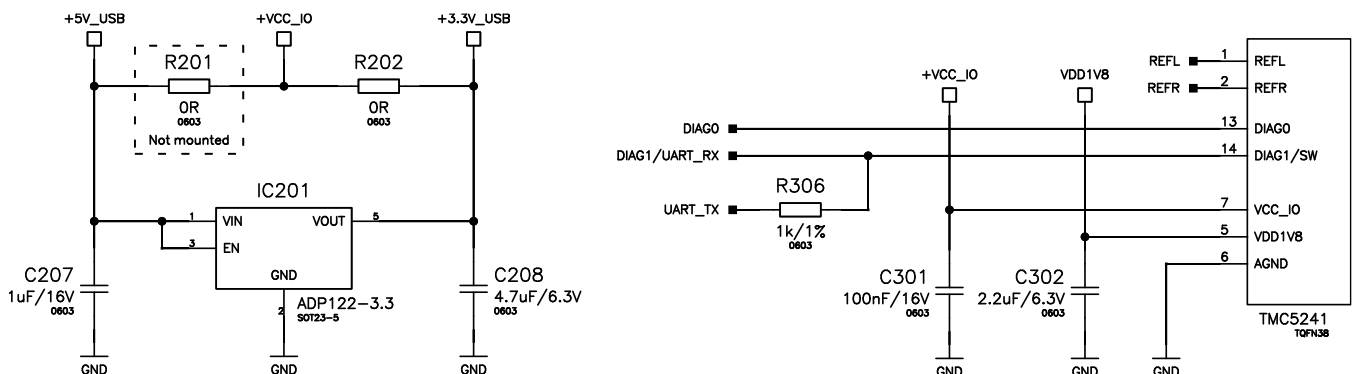 +5V_USB
+VCC_IO
+3.3V_USB
R201
0R
0603
Not mounted
R202
0R
0603
IC201
1
VIN
VOUT
5
3
EN
GND
2
ADP122-3.3
SOT23-5
C207
1uF/16V
0603
C208
4.7uF/6.3V
0603
GND
GND
GND
REFL
1
REFL
REFR
2
REFR
+VCC_IO
VDD1V8
DIAG0
13
DIAG0
DIAG1/UART_RX
14
DIAG1/SW
R306
UART_TX
1k/1%
0603
7
VCC_IO
5
VDD1V8
6
AGND
C301
100nF/16V
0603
C302
2.2uF/6.3V
0603
TMC5241
TQFN38
GND
GND
GND